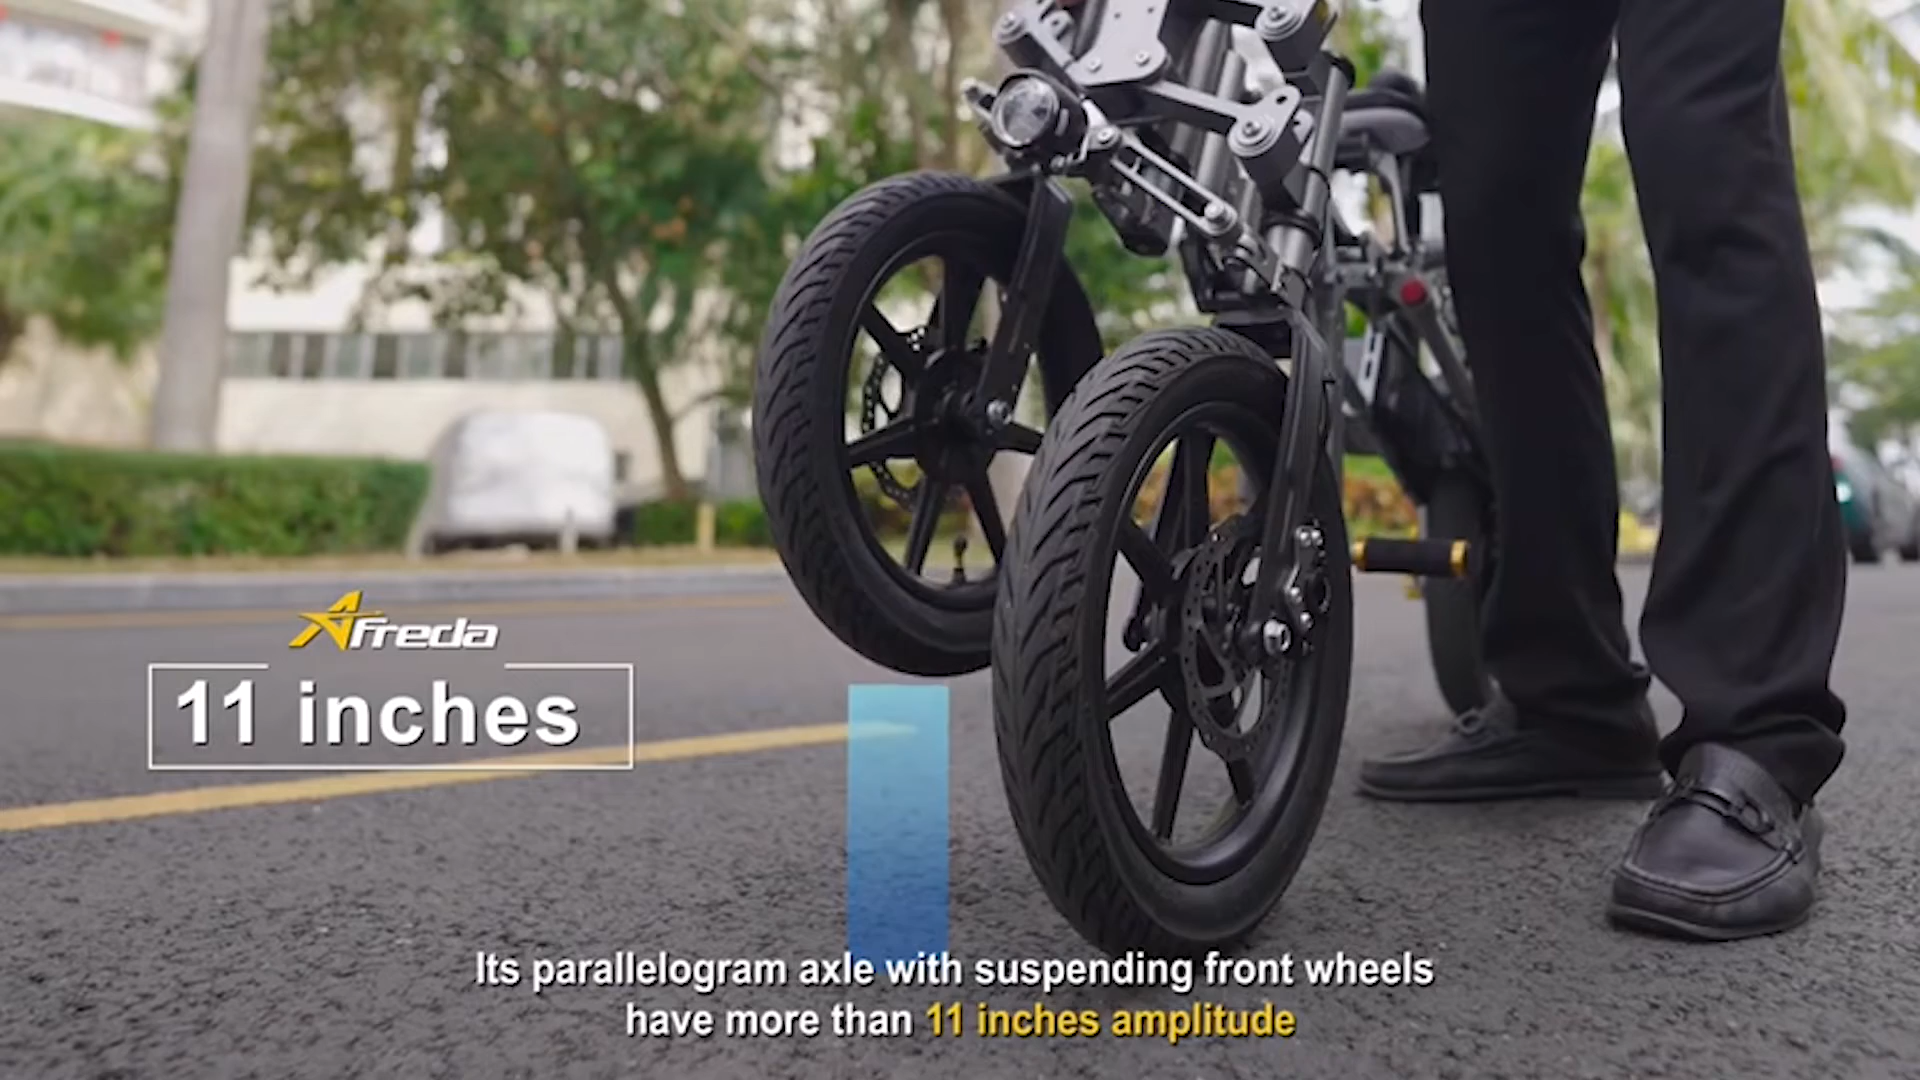 Afreda
11 inches
Its parallelogram axle with suspending front wheels
have more than 11 inches amplitude